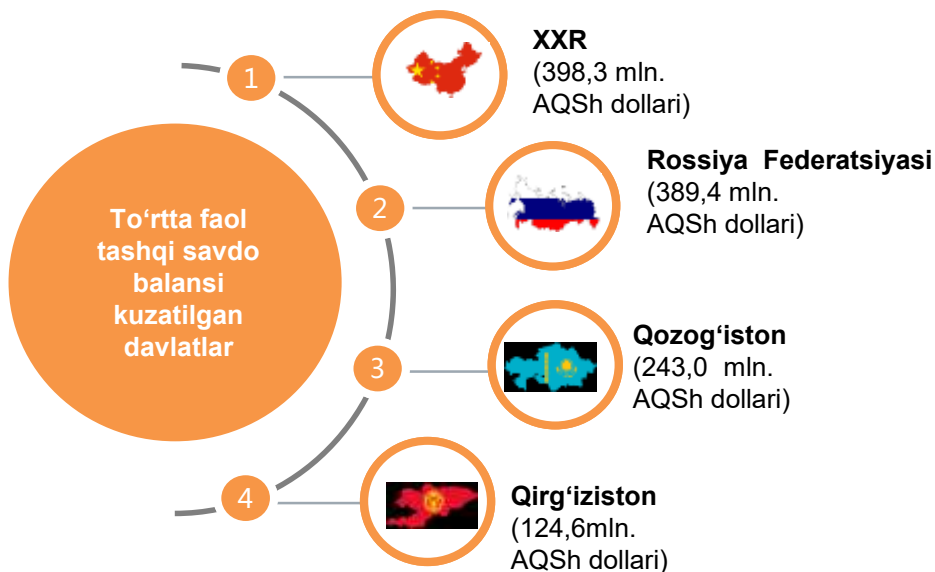 To‘rtta faol
tashqi savdo
balansi
kuzatilgan
davlatlar
1
XXR
(398,3 mln.
AQSh dollari)
2
Rossiya Federatsiyasi
(389,4 mln.
AQSh dollari)
3
Qozog‘iston
(243,0 mln.
AQSh dollari)
4
Qirg‘iziston
(124,6mln.
AQSh dollari)